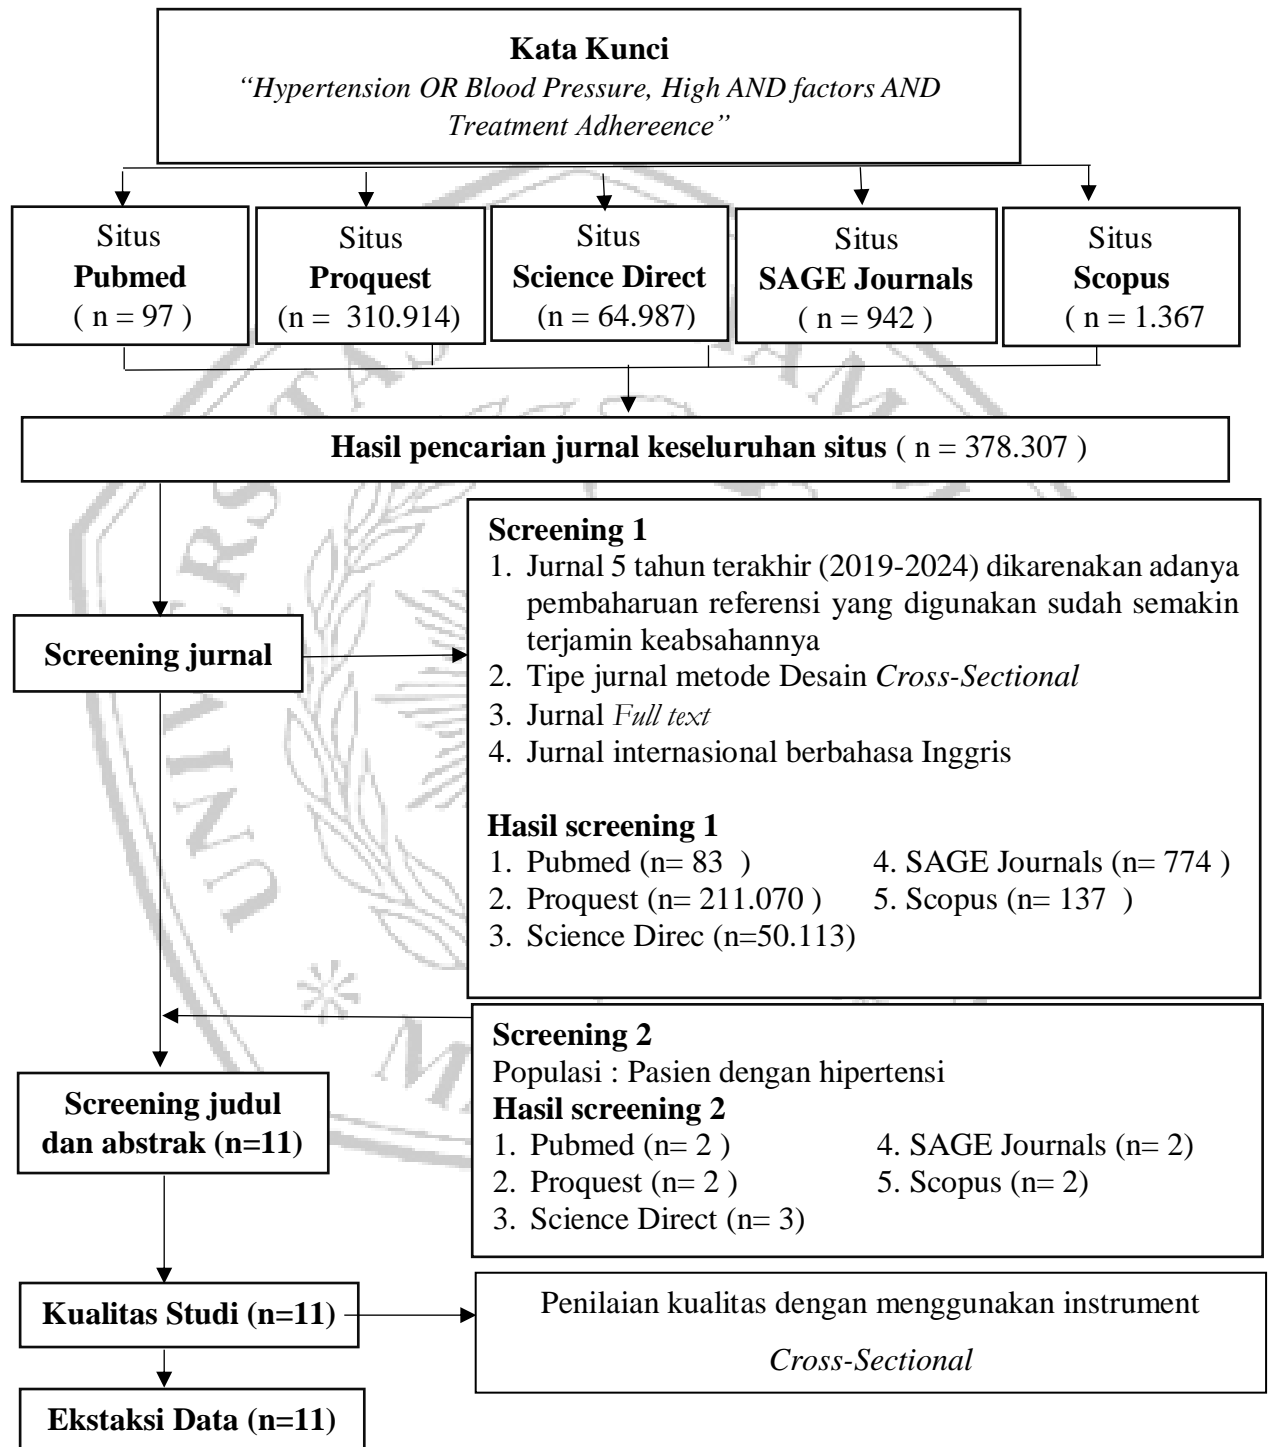 Kata Kunci
“Hypertension OR Blood Pressure, High AND factors AND
Treatment Adhereence”
Situs
Pubmed
( n = 97 )
Situs
Proquest
(n = 310.914)
Situs
Science Direct
(n = 64.987)
Situs
SAGE Journals
( n = 942 )
Situs
Scopus
( n = 1.367
Hasil pencarian jurnal keseluruhan situs ( n = 378.307 )
Screening jurnal
Screening 1
1. Jurnal 5 tahun terakhir (2019-2024) dikarenakan adanya
pembaharuan referensi yang digunakan sudah semakin
terjamin keabsahannya
2. Tipe jurnal metode Desain Cross-Sectional
3. Jurnal Full text
4. Jurnal internasional berbahasa Inggris
Hasil screening 1
1. Pubmed (n= 83 )
2. Proquest (n= 211.070 )
3. Science Direc (n=50.113)
4. SAGE Journals (n= 774 )
5. Scopus (n= 137 )
Screening 2
Populasi : Pasien dengan hipertensi
Hasil screening 2
1. Pubmed (n= 2 )
2. Proquest (n= 2 )
3. Science Direct (n= 3)
4. SAGE Journals (n= 2)
5. Scopus (n= 2)
Screening judul
dan abstrak (n=11)
Kualitas Studi (n=11)
Penilaian kualitas dengan menggunakan instrument
Cross-Sectional
Ekstaksi Data (n=11)